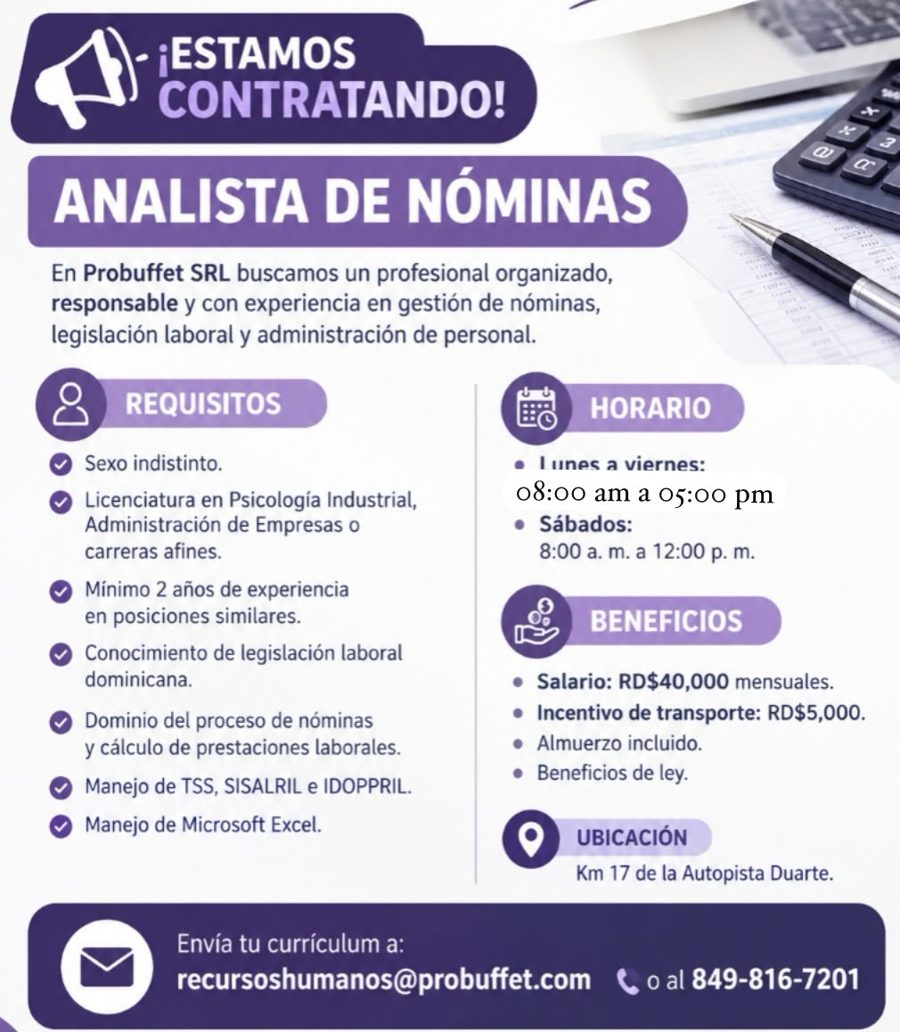 ¡ESTAMOS
CONTRATANDO!
ANALISTA DE NÓMINAS
En Probuffet SRL buscamos un profesional organizado,
responsable y con experiencia en gestión de nóminas,
legislación laboral y administración de personal.
REQUISITOS
Sexo indistinto.
Licenciatura en Psicología Industrial,
Administración de Empresas o
carreras afines.
Mínimo 2 años de experiencia
en posiciones similares.
Conocimiento de legislación laboral
dominicana.
Dominio del proceso de nóminas
y cálculo de prestaciones laborales.
Manejo de TSS, SISALRIL e IDOPPRIL.
Manejo de Microsoft Excel.
HORARIO
Lunes a viernes:
08:00 am a 05:00 pm
Sábados:
8:00 a. m. a 12:00 p. m.
BENEFICIOS
Salario: RD$40,000 mensuales.
Incentivo de transporte: RD$5,000.
Almuerzo incluido.
Beneficios de ley.
UBICACIÓN
Km 17 de la Autopista Duarte.
Envía tu currículum a:
recursoshumanos@probuffet.com o al 849-816-7201